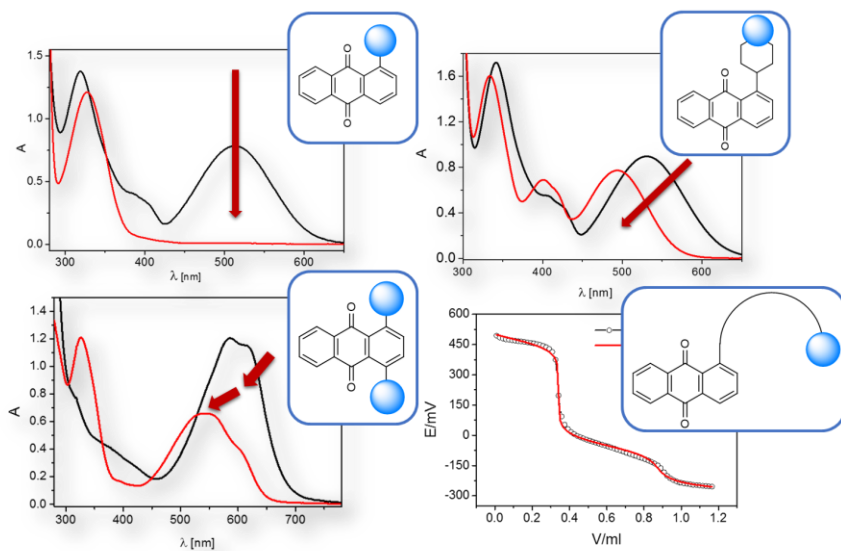 1.5
1.0
A
0.5
0.0
300 400 500 600
λ [nm]
O
O
1.6
1.2
A
0.8
0.4
0.0
300 400 500 600
λ [nm]
O
O
1.4
1.2
1.0
0.8
A
0.6
0.4
0.2
0.0
300 400 500 600 700
λ [nm]
O
O
600
450
300
E/mV
150
0
-150
-300
0.0 0.2 0.4 0.6 0.8 1.0 1.2
V/ml
O
O